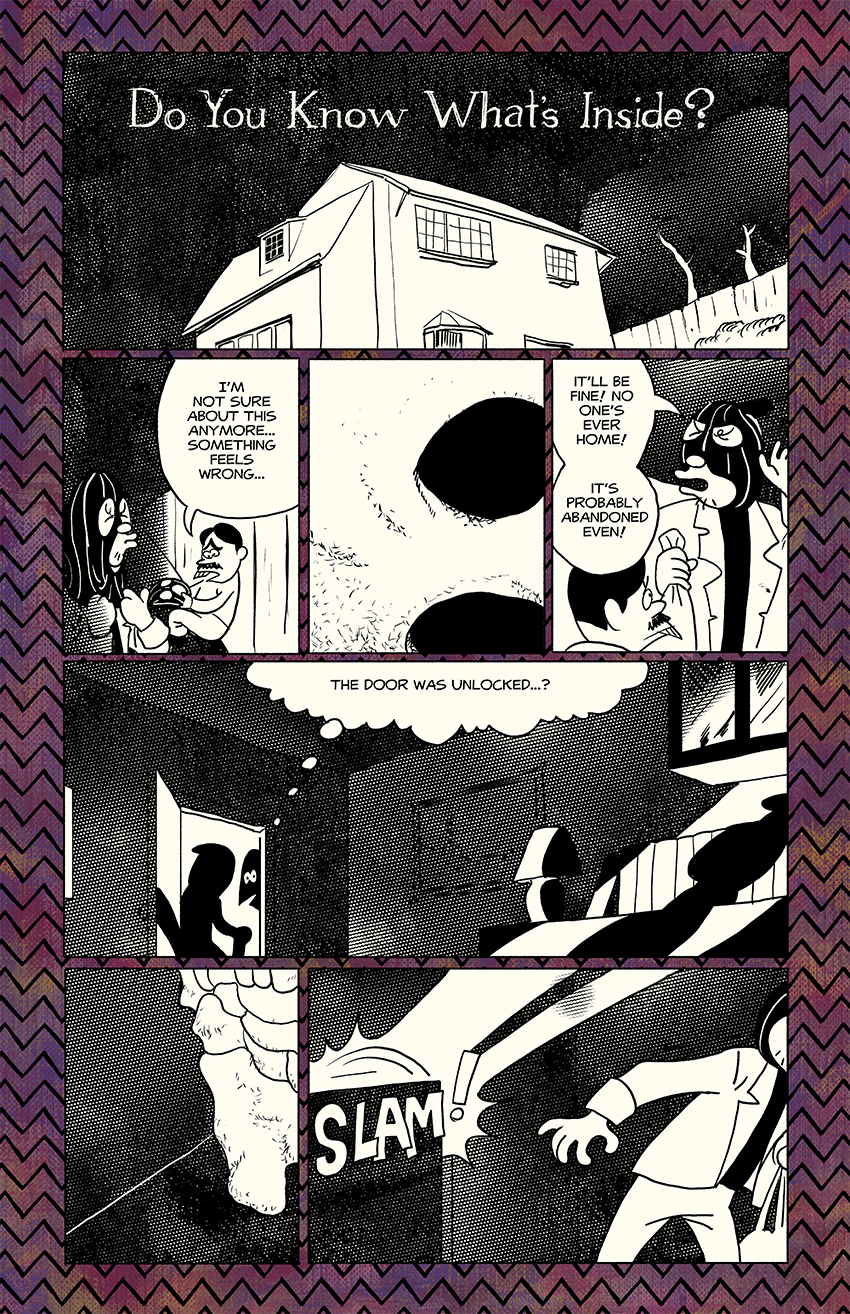 Do You Know What's Inside?
I'M
NOT SURE
ABOUT THIS
ANYMORE...
SOMETHING
FEELS
WRONG...
IT'LL BE
FINE! NO
ONE'S
EVER
HOME!
IT'S
PROBABLY
ABANDONED
EVEN!
THE DOOR WAS UNLOCKED...?
SLAM!